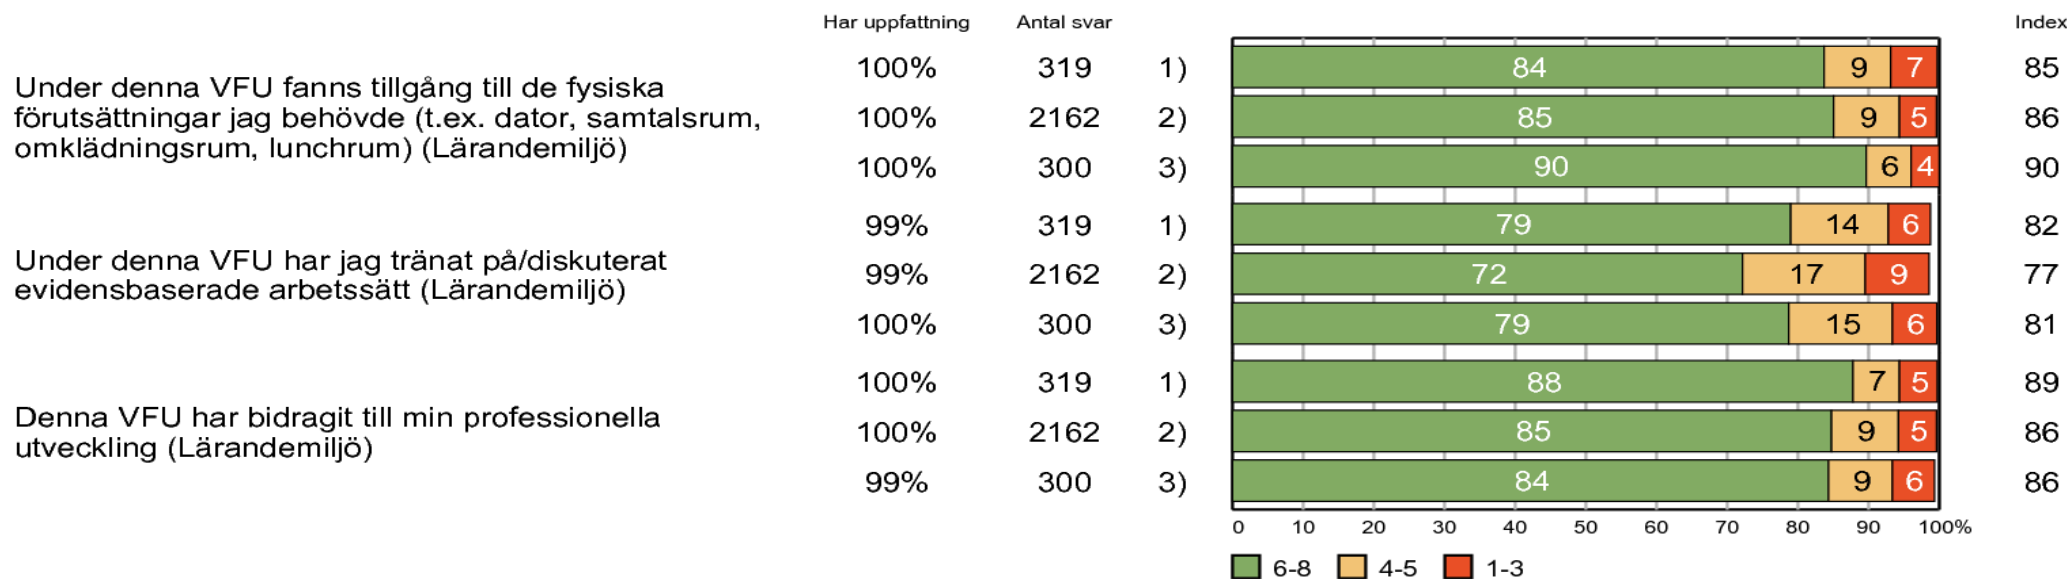 Har uppfattning Antal svar Index
Under denna VFU fanns tillgång till de fysiska
förutsättningar jag behövde (t.ex. dator, samtalsrum,
omklädningsrum, lunchrum) (Lärandemiljö)
100% 319 1) 84 9 7 85
100% 2162 2) 85 9 5 86
100% 300 3) 90 6 4 90
Under denna VFU har jag tränat på/diskuterat
evidensbaserade arbetssätt (Lärandemiljö)
99% 319 1) 79 14 6 82
99% 2162 2) 72 17 9 77
100% 300 3) 79 15 6 81
Denna VFU har bidragit till min professionella
utveckling (Lärandemiljö)
100% 319 1) 88 7 5 89
100% 2162 2) 85 9 5 86
99% 300 3) 84 9 6 86
0 10 20 30 40 50 60 70 80 90 100%
6-8 4-5 1-3